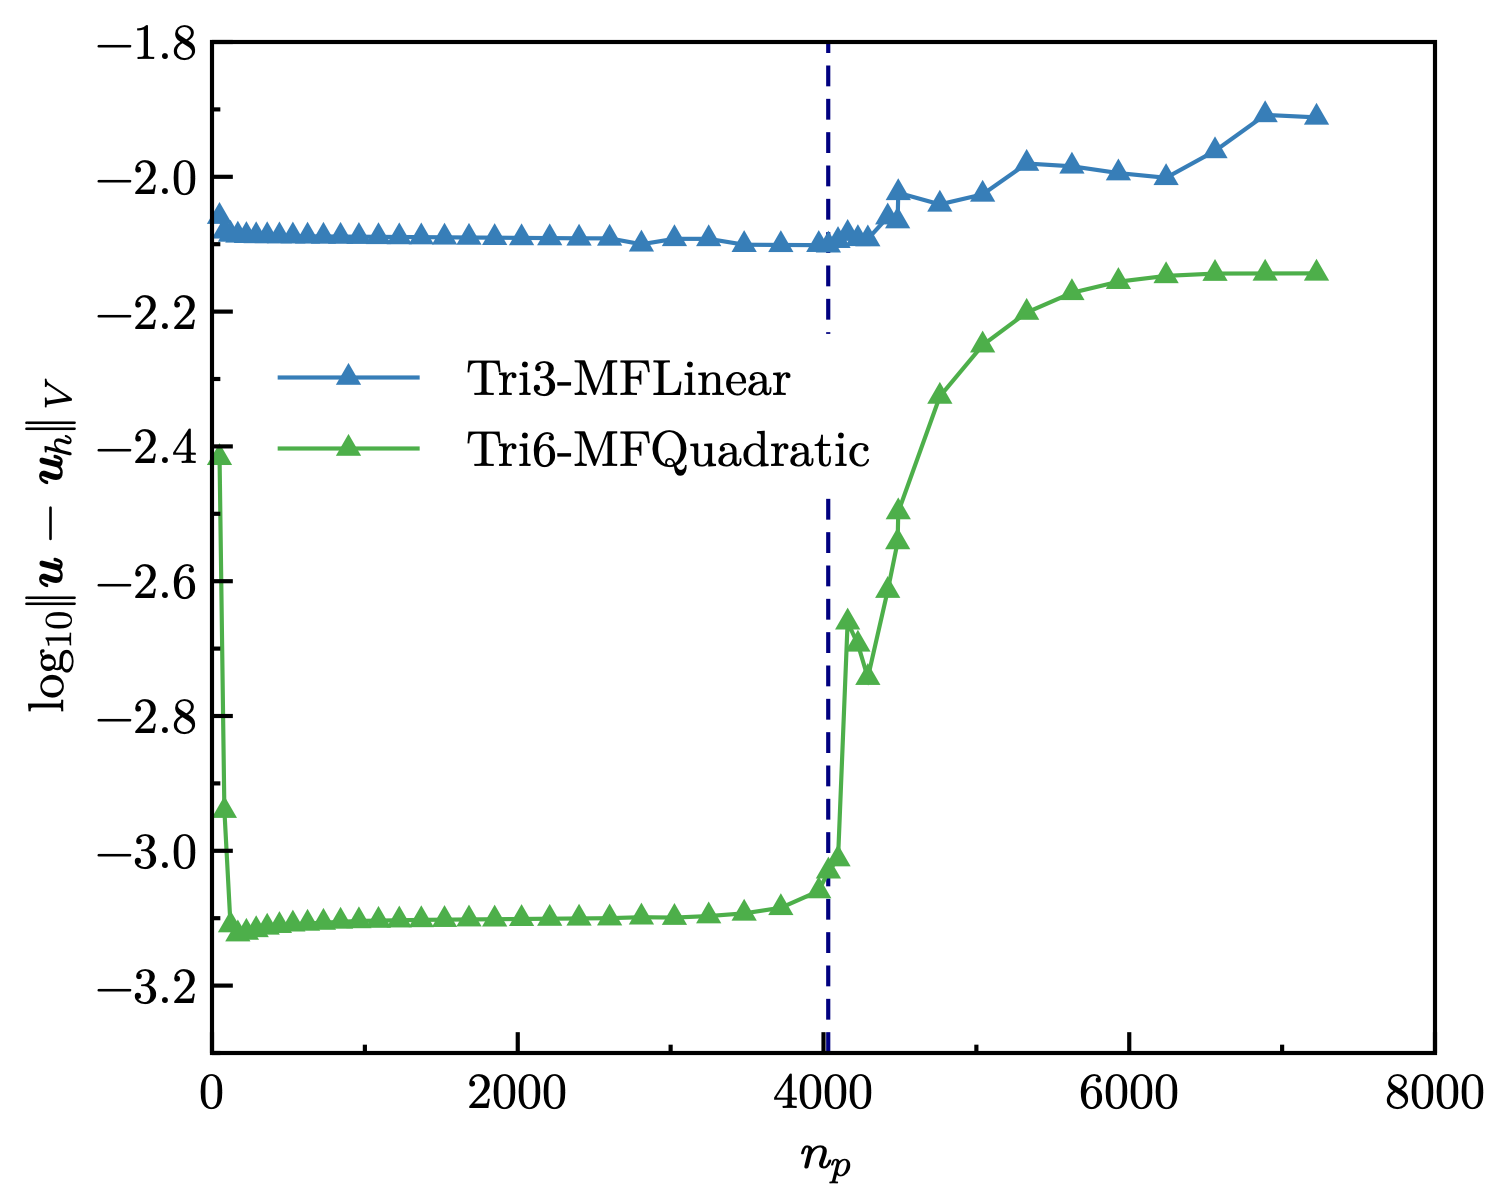 −1.8
−2.0
−2.2
−2.4
−2.6
−2.8
−3.0
−3.2
log₁₀‖𝒖 − 𝒖ₕ‖_V
Tri3-MFLinear
Tri6-MFQuadratic
0 2000 4000 6000 8000
nₚ